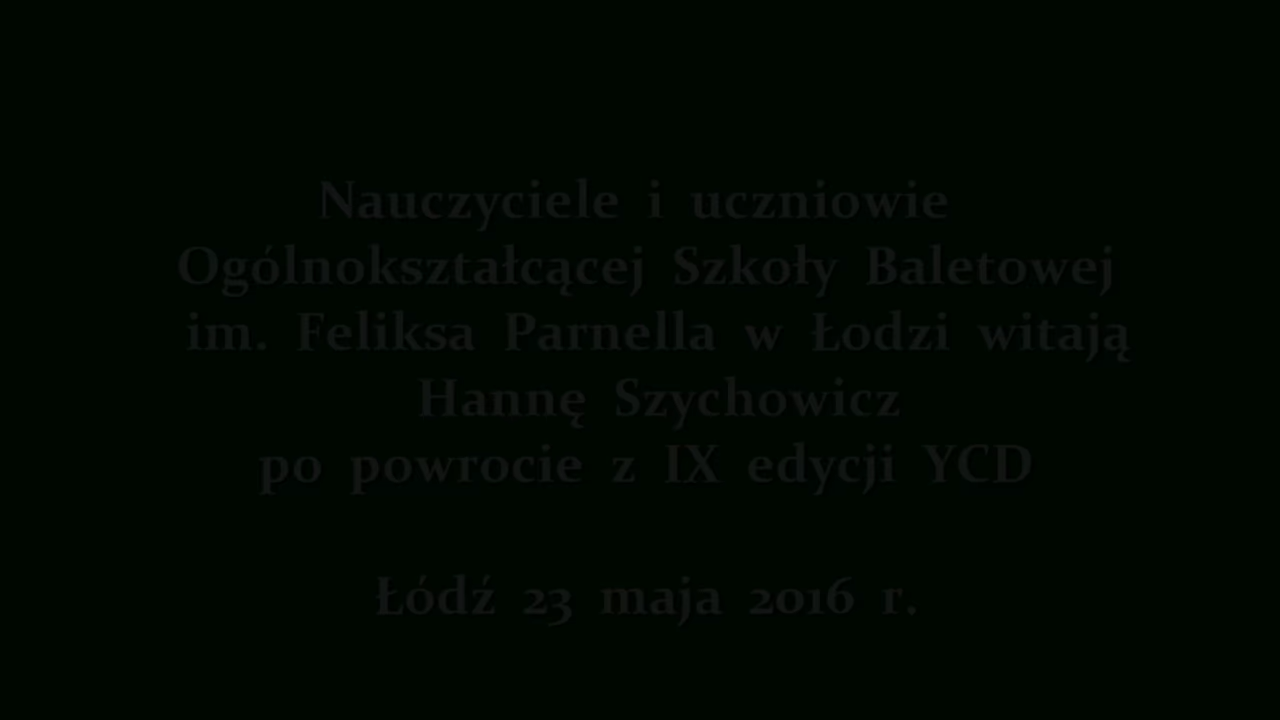 Nauczyciele i uczniowie
Ogólnokształcącej Szkoły Baletowej
im. Feliksa Parnella w Łodzi witają
Hannę Szychowicz
po powrocie z IX edycji YCD
Łódź 23 maja 2016 r.